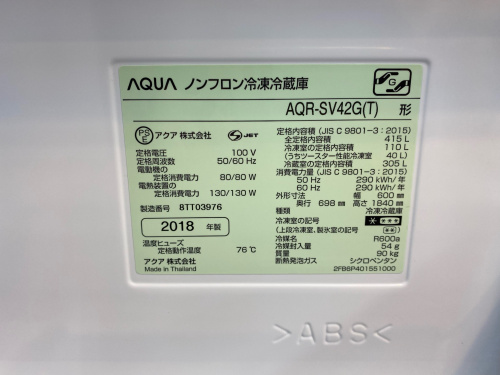 AQUA ノンフロン冷凍冷蔵庫
AQR-SV42G(T) 形
PS E アクア 株式会社 S JET
定格電圧 100 V
定格周波数 50/60 Hz
電動機の
定格消費電力 80/80 W
電熱装置の
定格消費電力 130/130 W
製造番号 8TT03976
2018 年製
温度ヒューズ
定格動作温度 76℃
アクア 株式会社
Made in Thailand
定格内容積 (JIS C 9801-3:2015)
全定格内容積 415 L
冷凍室の定格内容積 110 L
(うちツースター性能冷凍室 40 L)
冷蔵室の定格内容積 305 L
消費電力量 (JIS C 9801-3:2015)
50 Hz 290 kWh/年
60 Hz 290 kWh/年
外形寸法 幅 600 mm
奥行 698 mm 高さ 1840 mm
種類 冷凍冷蔵庫
冷凍室の記号 * ***
(上段冷凍室、製氷室の記号 **)
冷媒名 R600a
冷媒封入量 54 g
質量 90 kg
断熱発泡ガス シクロペンタン
2FB6P401551000
>ABS<